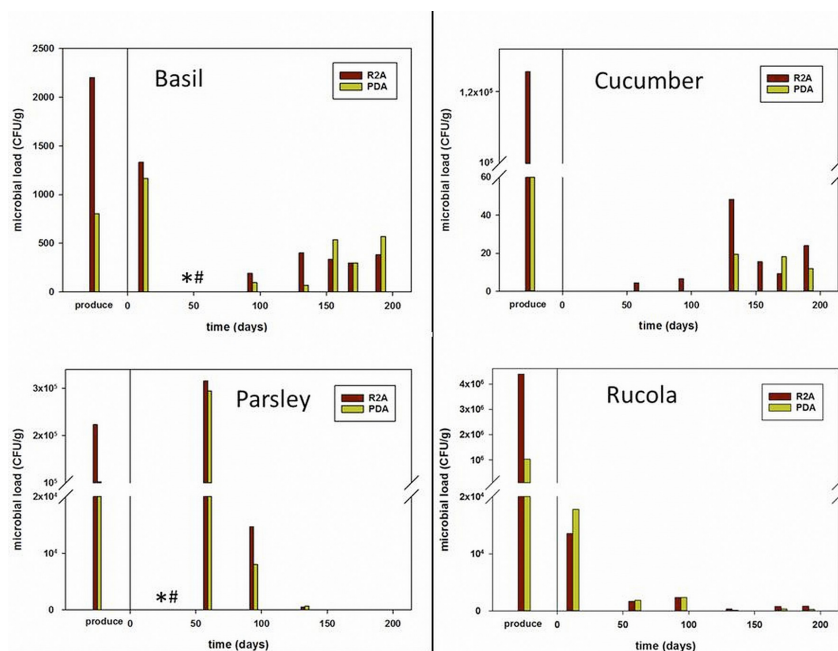 Basil
R2A
PDA
microbial load (CFU/g)
2500
2000
1500
1000
500
0
*#
produce 0 50 100 150 200
time (days)
Cucumber
R2A
PDA
microbial load (CFU/g)
1,2x10⁵
10⁵
60
40
20
0
produce 0 50 100 150 200
time (days)
Parsley
R2A
PDA
microbial load (CFU/g)
3x10⁵
2x10⁵
10⁵
2x10⁴
10⁴
0
*#
produce 0 50 100 150 200
time (days)
Rucola
R2A
PDA
microbial load (CFU/g)
4x10⁶
3x10⁶
2x10⁶
10⁶
2x10⁴
10⁴
0
produce 0 50 100 150 200
time (days)